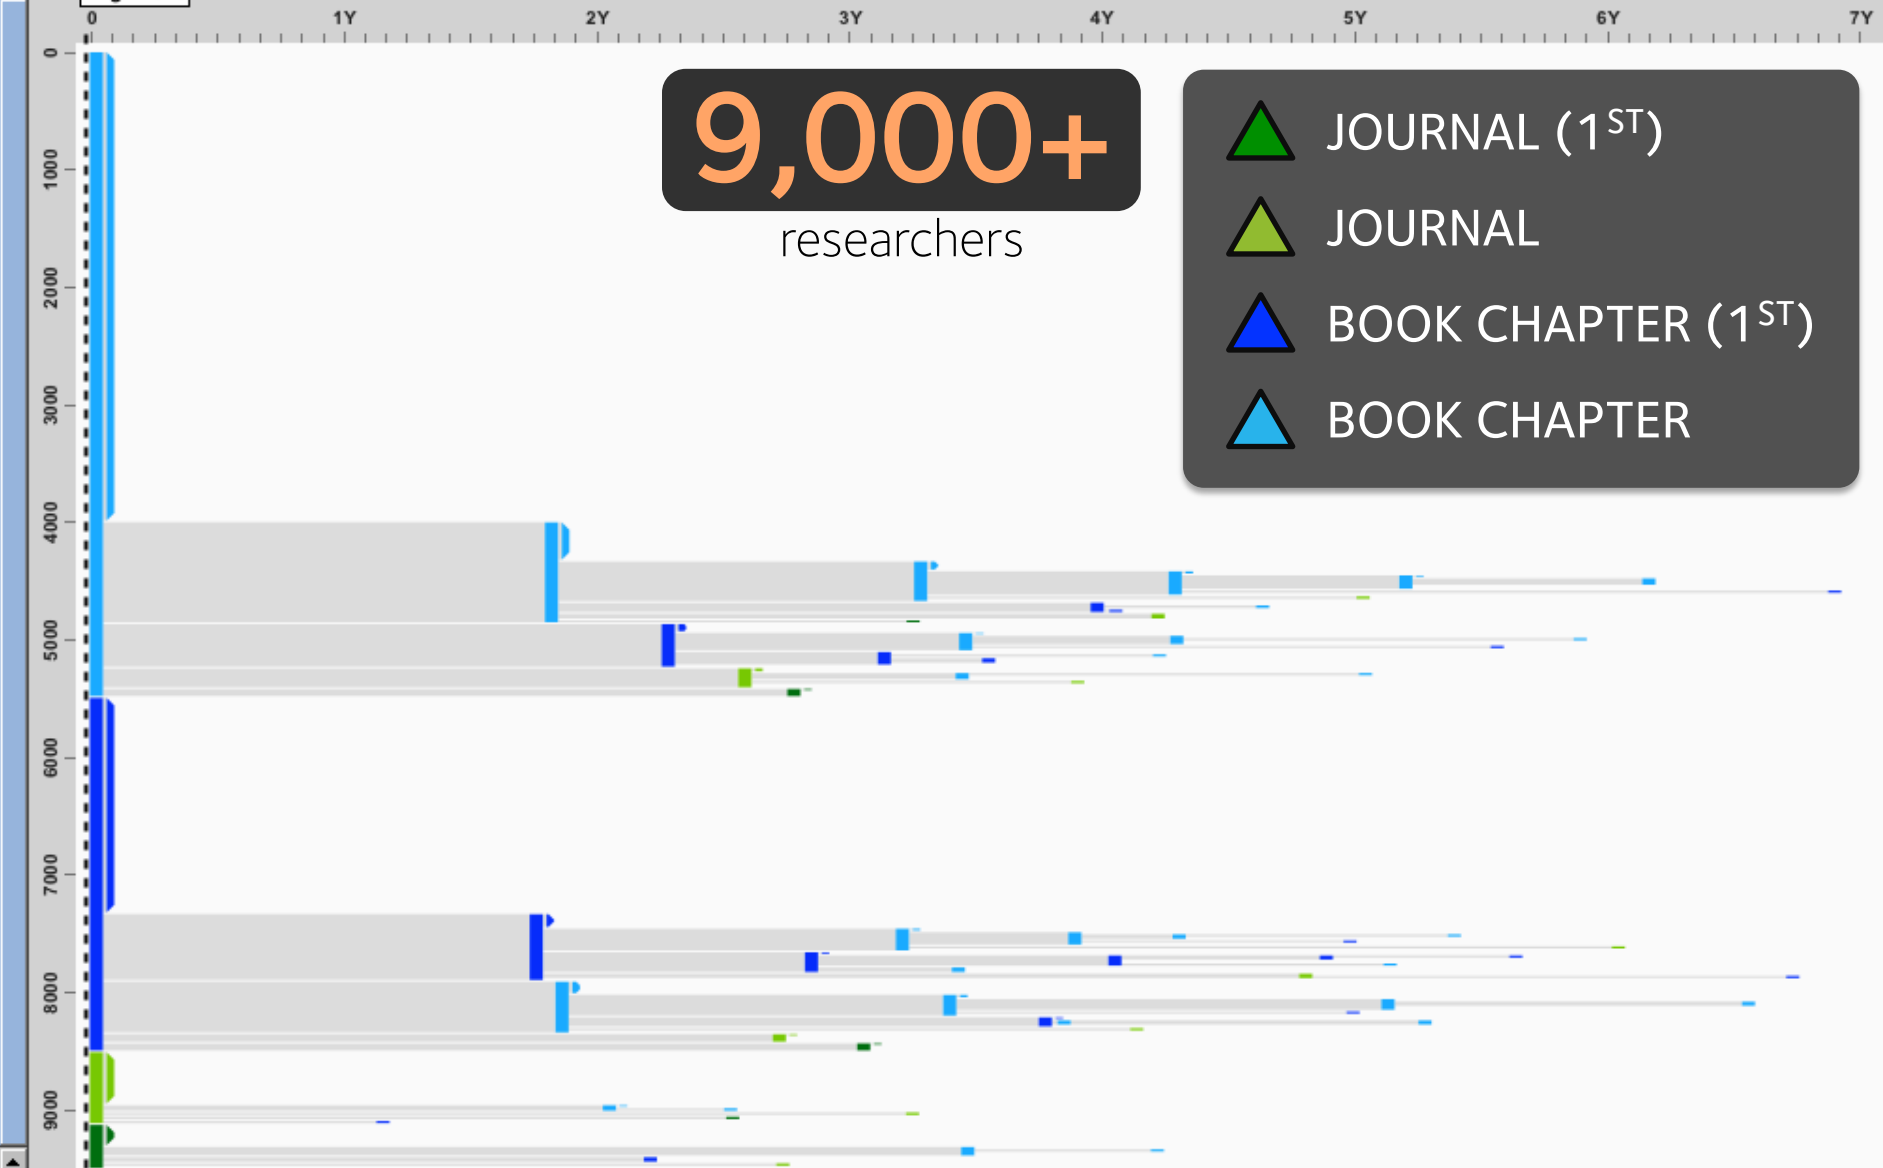 0 1Y 2Y 3Y 4Y 5Y 6Y 7Y
9,000+
researchers
JOURNAL (1ST)
JOURNAL
BOOK CHAPTER (1ST)
BOOK CHAPTER
0
1000
2000
3000
4000
5000
6000
7000
8000
9000